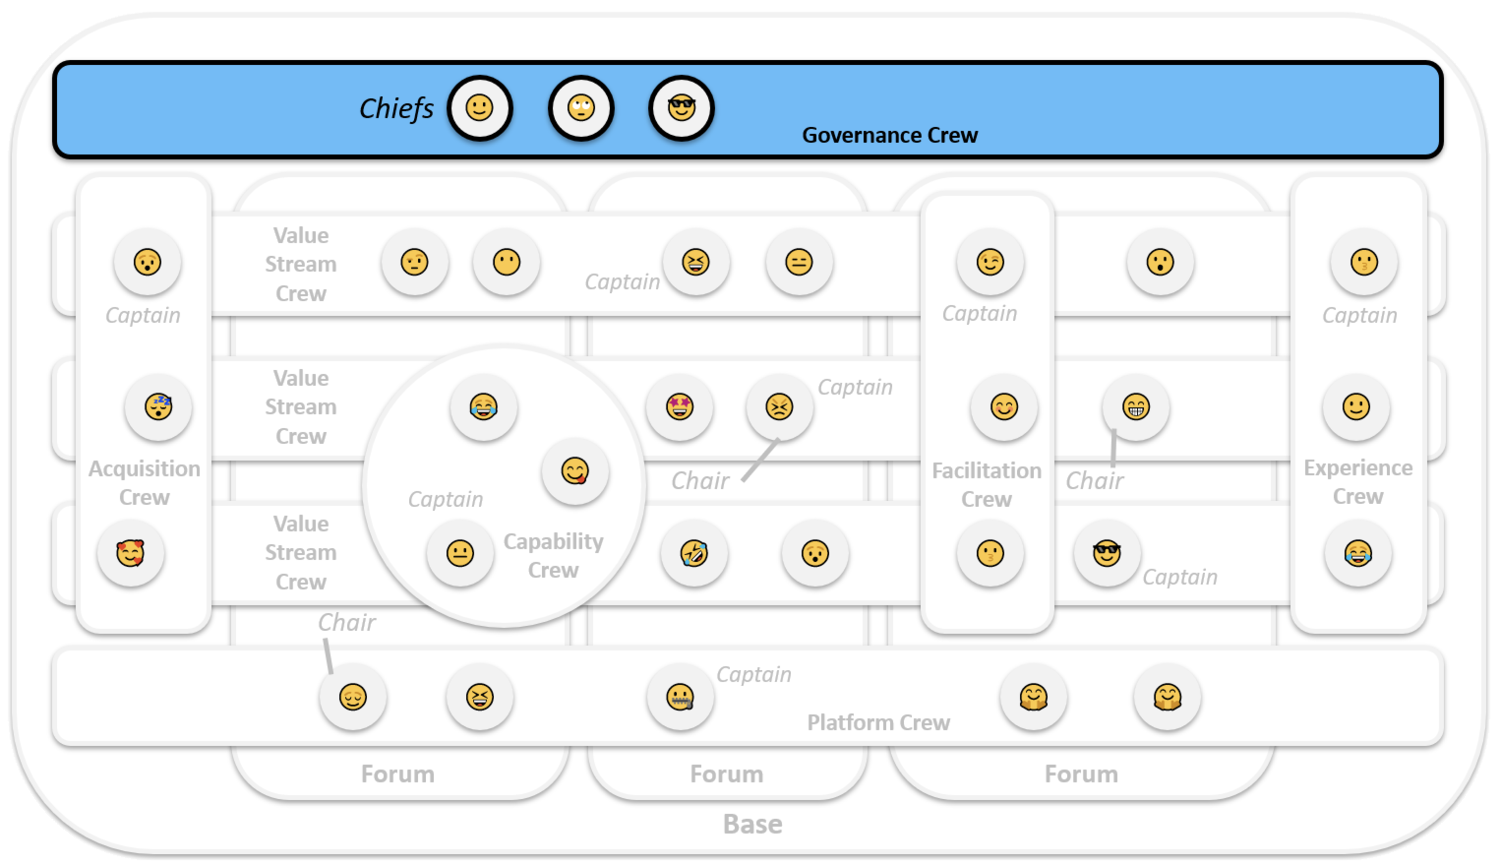 Chiefs
Governance Crew
Value
Stream
Crew
Captain
Captain
Captain
Captain
Value
Stream
Crew
Captain
Acquisition
Crew
Chair
Facilitation
Crew
Chair
Experience
Crew
Captain
Capability
Crew
Value
Stream
Crew
Captain
Chair
Captain
Platform Crew
Forum
Forum
Forum
Base